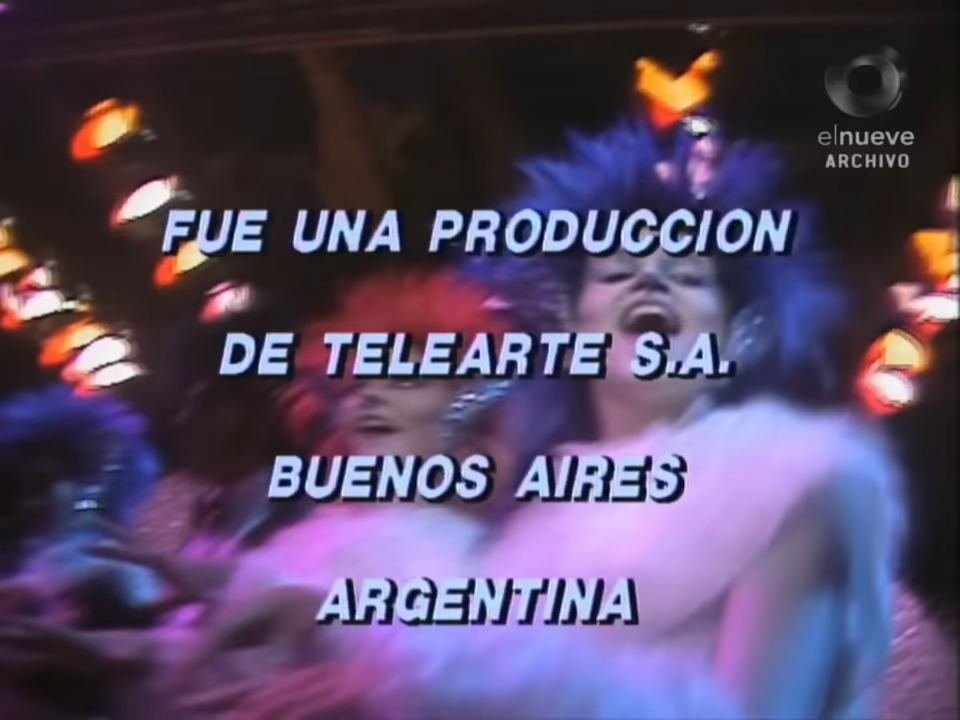 elnueve
ARCHIVO
FUE UNA PRODUCCION
DE TELEARTE S.A.
BUENOS AIRES
ARGENTINA